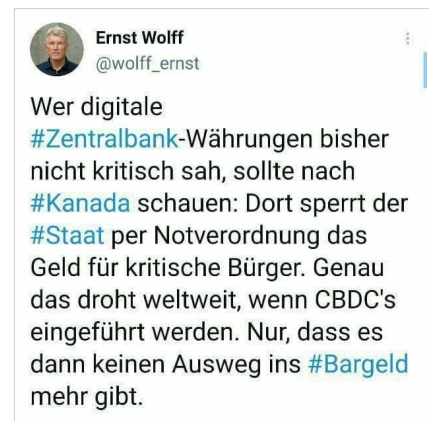 Ernst Wolff
@wolff_ernst
Wer digitale
#Zentralbank-Währungen bisher
nicht kritisch sah, sollte nach
#Kanada schauen: Dort sperrt der
#Staat per Notverordnung das
Geld für kritische Bürger. Genau
das droht weltweit, wenn CBDC's
eingeführt werden. Nur, dass es
dann keinen Ausweg ins #Bargeld
mehr gibt.